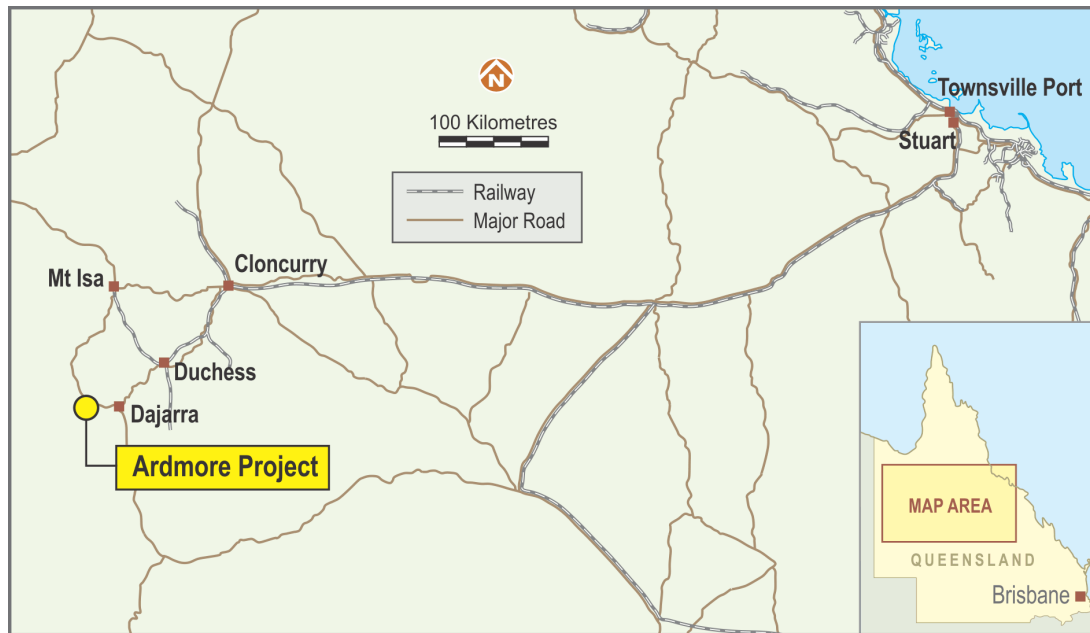 N
100 Kilometres
Townsville Port
Stuart
Railway
Major Road
Mt Isa
Cloncurry
Duchess
Dajarra
Ardmore Project
MAP AREA
QUEENSLAND
Brisbane